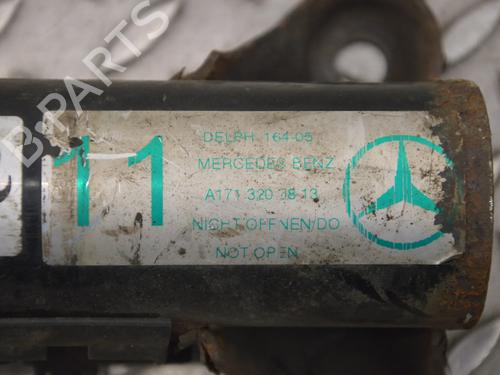 B-PARTS
11
DELPH 164 05
MERCEDES BENZ
A171 320 38 13
NICHT OFFNEN/DO
NOT OPEN